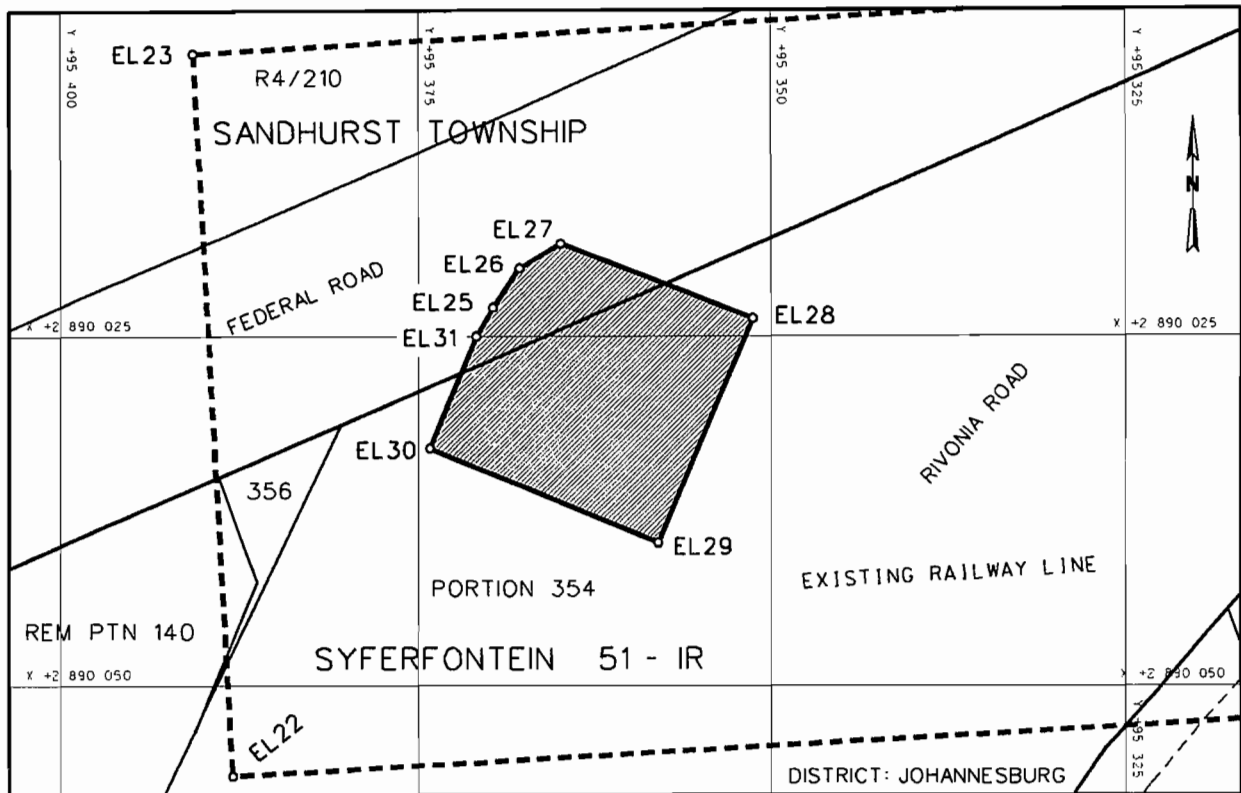 EL23
R4/210
SANDHURST TOWNSHIP
Y +95 400
Y +95 375
Y +95 350
Y +95 325
N
EL27
EL26
EL25
EL31
EL28
FEDERAL ROAD
X +2 890 025
X +2 890 025
EL30
RIVONIA ROAD
356
EL29
PORTION 354
EXISTING RAILWAY LINE
REM PTN 140
SYFERFONTEIN 51 - IR
X +2 890 050
X +2 890 050
EL22
Y +95 325
DISTRICT: JOHANNESBURG